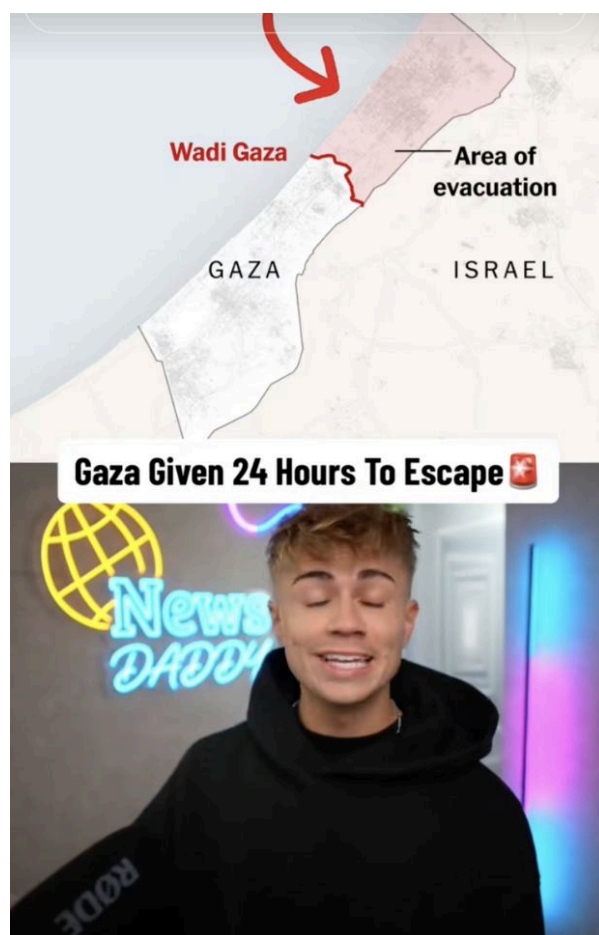 Wadi Gaza
Area of
evacuation
GAZA
ISRAEL
Gaza Given 24 Hours To Escape🚨
News
DADDY
RØDE